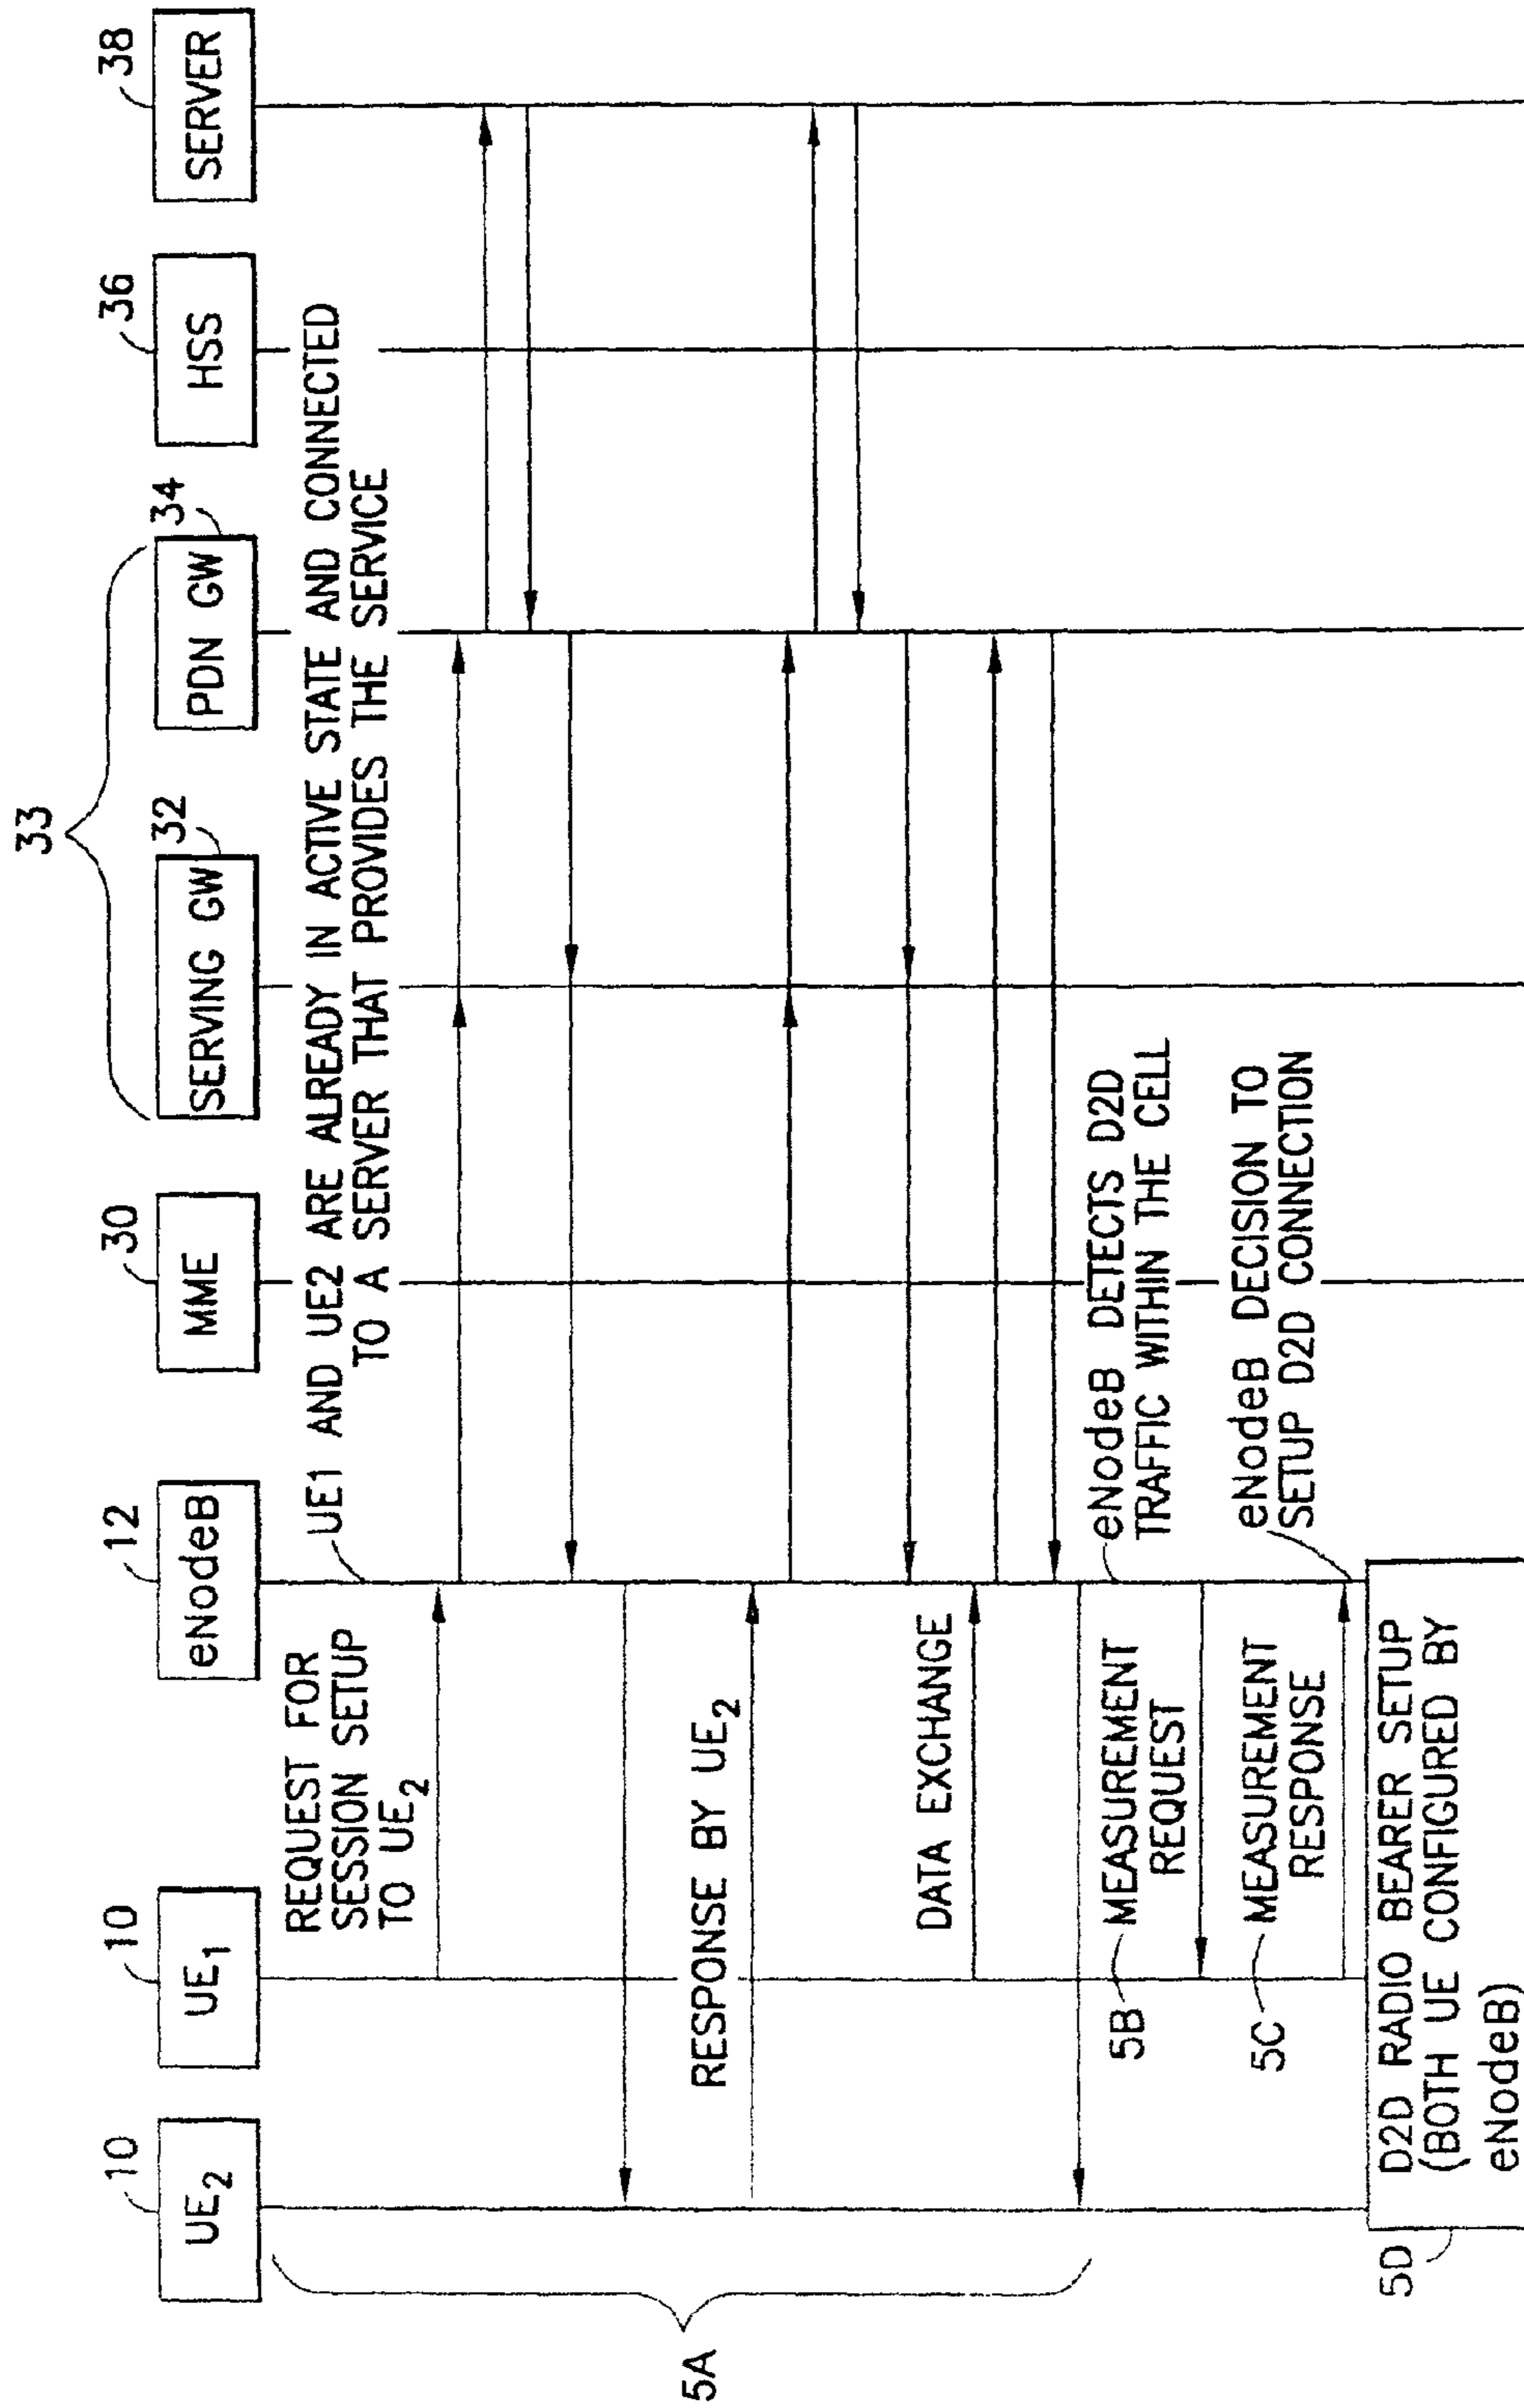 33
10
10
12
30
32
34
36
38
UE2
UE1
eNodeB
MME
SERVING GW
PDN GW
HSS
SERVER
UE1 AND UE2 ARE ALREADY IN ACTIVE STATE AND CONNECTED
TO A SERVER THAT PROVIDES THE SERVICE
REQUEST FOR
SESSION SETUP
TO UE2
5A
RESPONSE BY UE2
DATA EXCHANGE
eNodeB DETECTS D2D
TRAFFIC WITHIN THE CELL
5B
MEASUREMENT
REQUEST
5C
MEASUREMENT
RESPONSE
eNodeB DECISION TO
SETUP D2D CONNECTION
5D
D2D RADIO BEARER SETUP
(BOTH UE CONFIGURED BY
eNodeB)